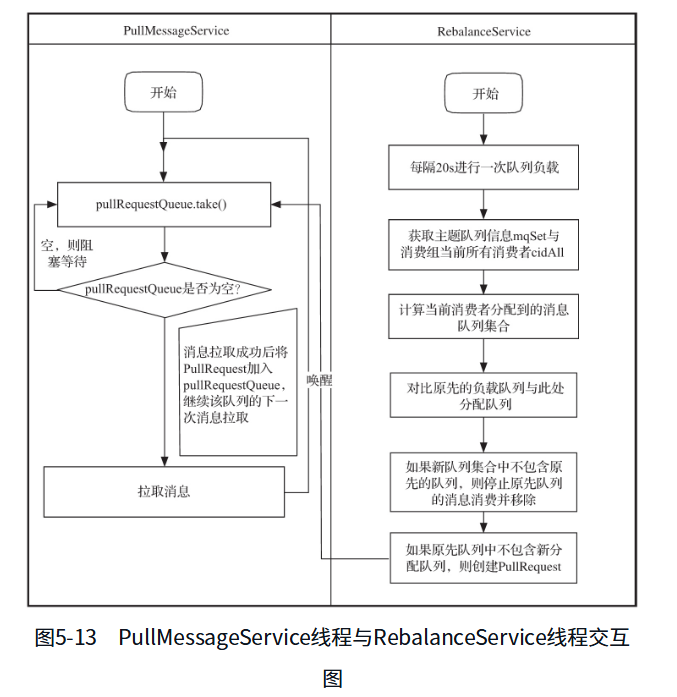 PullMessageService
开始
pullRequestQueue.take()
空，则阻
塞等待
pullRequestQueue是否为空?
消息拉取成功后将
PullRequest加入
pullRequestQueue，
继续该队列的下一
次消息拉取
拉取消息
唤醒
RebalanceService
开始
每隔20s进行一次队列负载
获取主题队列信息mqSet与
消费组当前所有消费者cidAll
计算当前消费者分配到的消息
队列集合
对比原先的负载队列与此处
分配队列
如果新队列集合中不包含原
先的队列，则停止原先队列
的消息消费并移除
如果原先队列中不包含新分
配队列，则创建PullRequest
图5-13 PullMessageService线程与RebalanceService线程交互
图